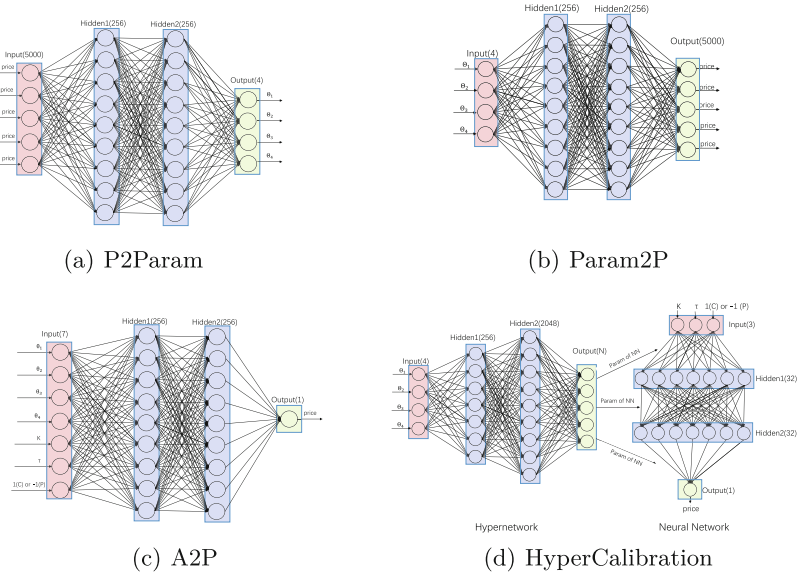 Hidden1(256) Hidden2(256)
Input(5000)
Output(4)
price
price
price
price
price
θ₁
θ₂
θ₃
θ₄
(a) P2Param
Hidden1(256) Hidden2(256)
Input(4)
Output(5000)
θ₁
θ₂
θ₃
θ₄
price
price
price
price
price
(b) Param2P
Hidden1(256) Hidden2(256)
Input(7)
Output(1)
θ₁
θ₂
θ₃
θ₄
K
τ
1(C) or -1(P)
price
(c) A2P
Hidden2(2048)
Hidden1(256)
Input(4)
Output(N)
θ₁
θ₂
θ₃
θ₄
Param of NN
Param of NN
Param of NN
K τ 1(C) or -1 (P)
Input(3)
Hidden1(32)
Hidden2(32)
Output(1)
price
Hypernetwork Neural Network
(d) HyperCalibration